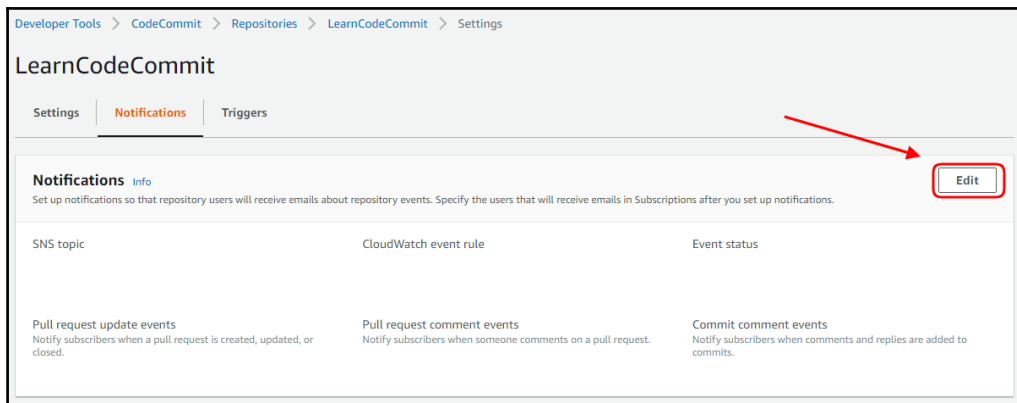 Developer Tools > CodeCommit > Repositories > LearnCodeCommit > Settings
LearnCodeCommit
Settings Notifications Triggers
Notifications Info Edit
Set up notifications so that repository users will receive emails about repository events. Specify the users that will receive emails in Subscriptions after you set up notifications.
SNS topic CloudWatch event rule Event status
Pull request update events Pull request comment events Commit comment events
Notify subscribers when a pull request is created, updated, or Notify subscribers when someone comments on a pull request. Notify subscribers when comments and replies are added to
closed. commits.